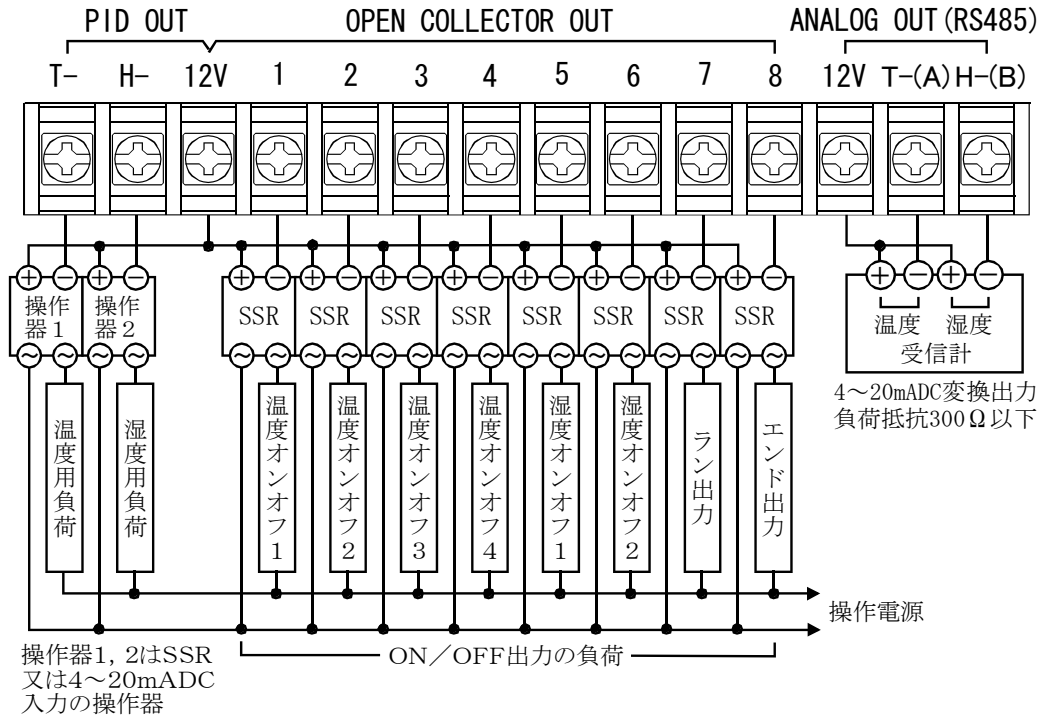 PID OUT
OPEN COLLECTOR OUT
ANALOG OUT(RS485)
T- H- 12V 1 2 3 4 5 6 7 8 12V T-(A) H-(B)
+ - + - + - + - + - + - + - + - + - + - + - + -
操作
器1
操作
器2
SSR SSR SSR SSR SSR SSR SSR SSR
温度 湿度
受信計
4～20mADC変換出力
負荷抵抗300Ω以下
~ ~ ~ ~ ~ ~ ~ ~ ~ ~ ~ ~ ~ ~ ~ ~ ~ ~ ~ ~
温度用負荷
湿度用負荷
温度オンオフ1
温度オンオフ2
温度オンオフ3
温度オンオフ4
湿度オンオフ1
湿度オンオフ2
ラン出力
エンド出力
操作電源
操作器1, 2はSSR
又は4～20mADC
入力の操作器
ON／OFF出力の負荷